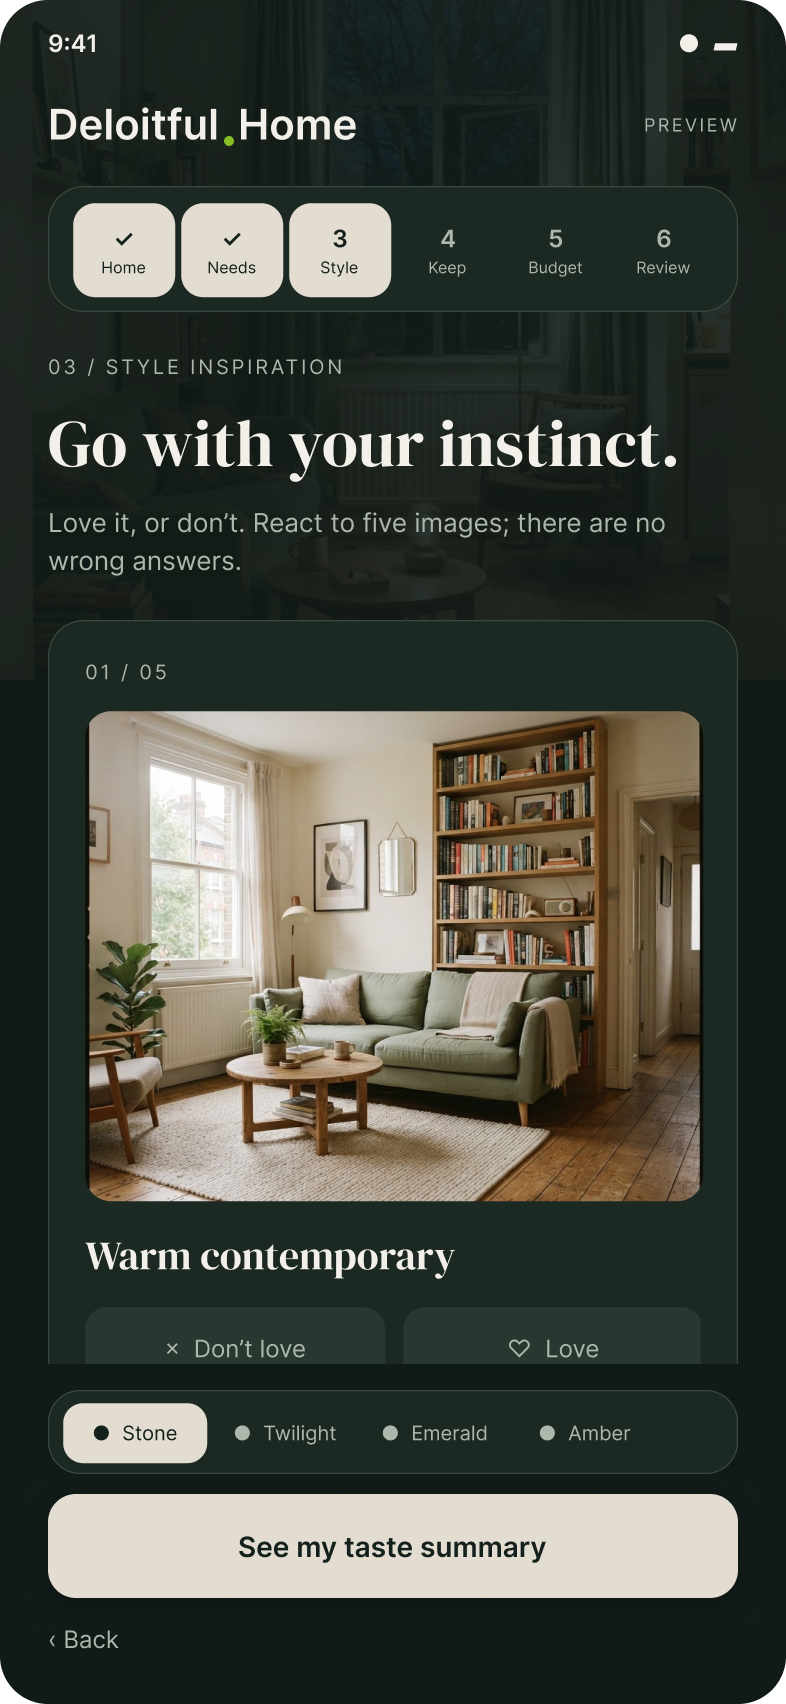 9:41
Deloitful.Home
PREVIEW
✓ ✓ 3 4 5 6
Home Needs Style Keep Budget Review
03 / STYLE INSPIRATION
Go with your instinct.
Love it, or don’t. React to five images; there are no
wrong answers.
01 / 05
Warm contemporary
× Don’t love ♡ Love
Stone Twilight Emerald Amber
See my taste summary
‹ Back